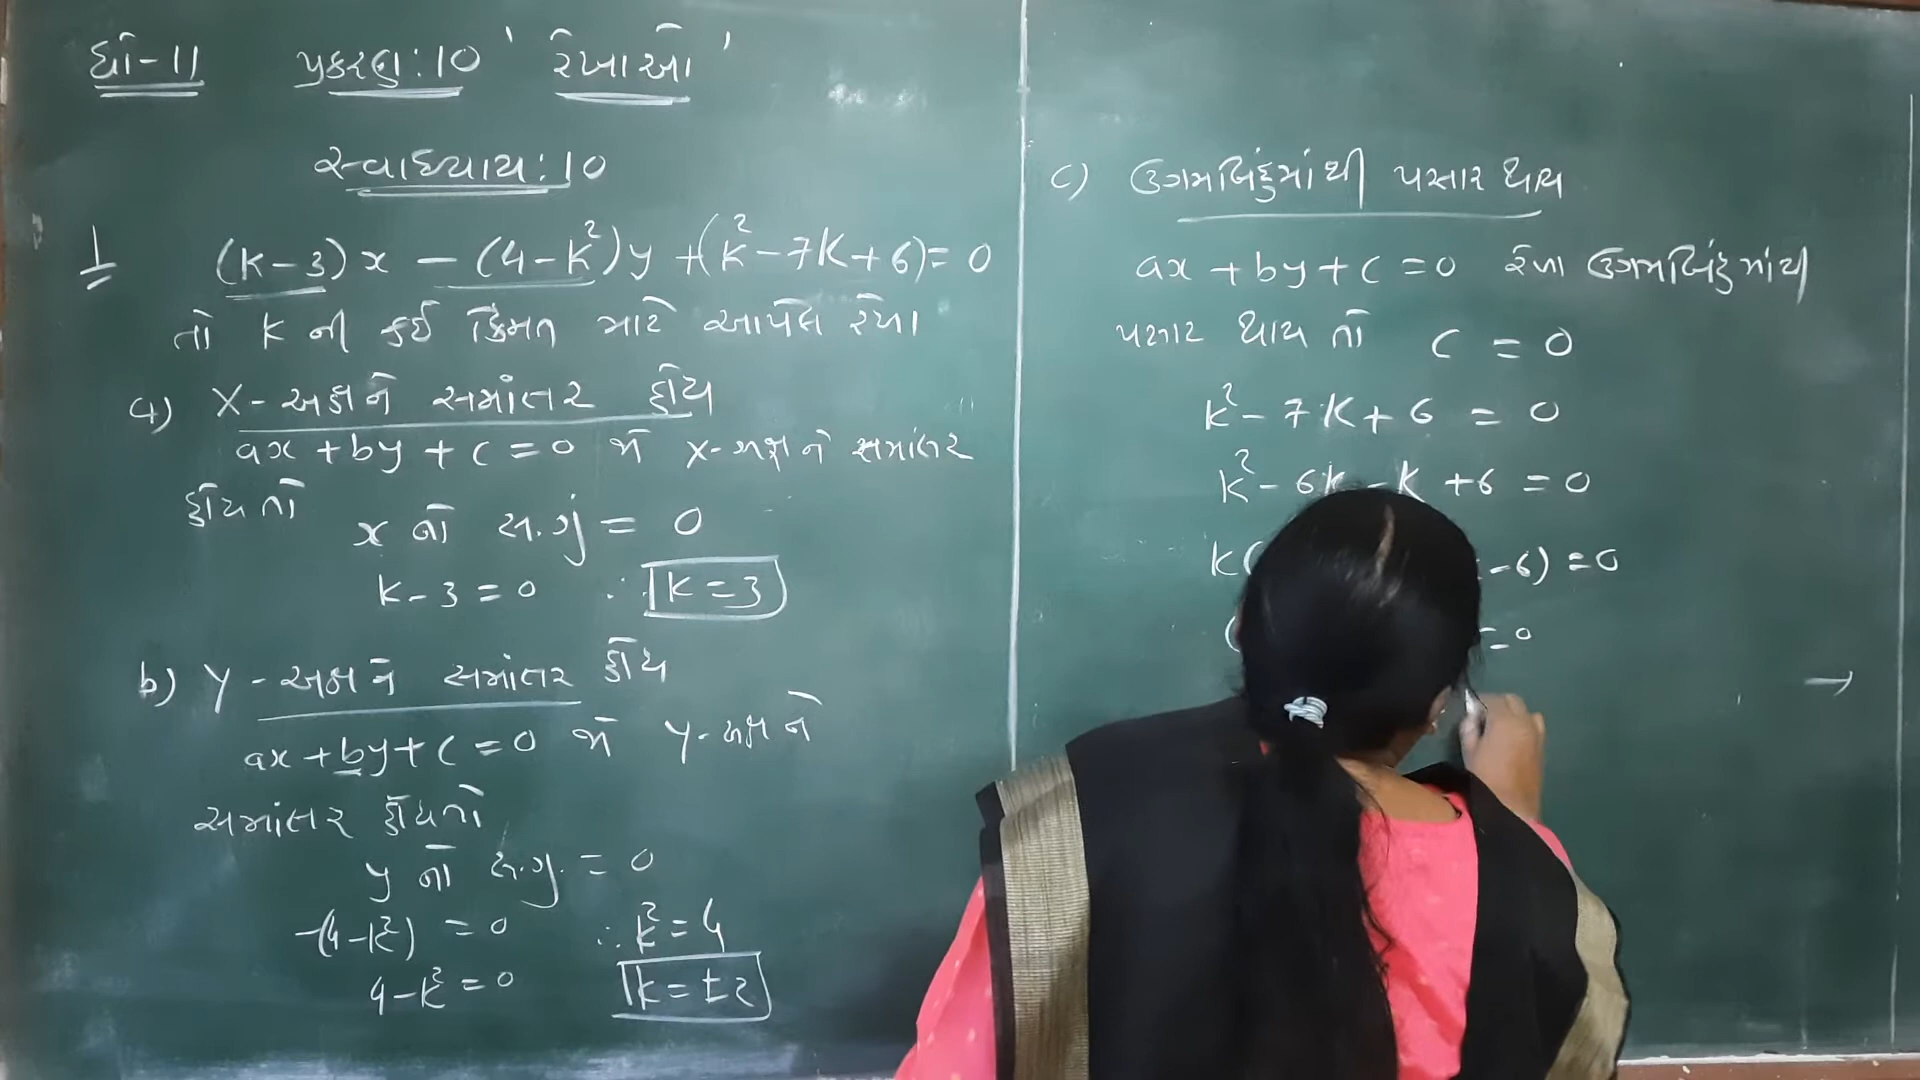 ધો-11 પ્રકરણ:10 'રેખાઓ'
સ્વાધ્યાય:10
1 (k-3)x - (4-k²)y + (k²-7k+6)=0
તો k ની કઈ કિંમત માટે આપેલ રેખા
a) X-અક્ષને સમાંતર હોય
ax+by+c=0 એ x-અક્ષને સમાંતર
હોય તો
x નો સ.ગુ = 0
k-3=0 ∴ k=3
b) Y-અક્ષને સમાંતર હોય
ax+by+c=0 એ y-અક્ષ ને
સમાંતર હોય તો
y નો સ.ગુ. = 0
-(4-k²) = 0 ∴ k²=4
4-k²=0 k=±2
c) ઉગમબિંદુમાંથી પસાર થાય
ax+by+c=0 રેખા ઉગમબિંદુમાંથી
પસાર થાય તો c = 0
k²-7k+6 = 0
k²-6k-k+6=0
k( -6)=0
( =0
→